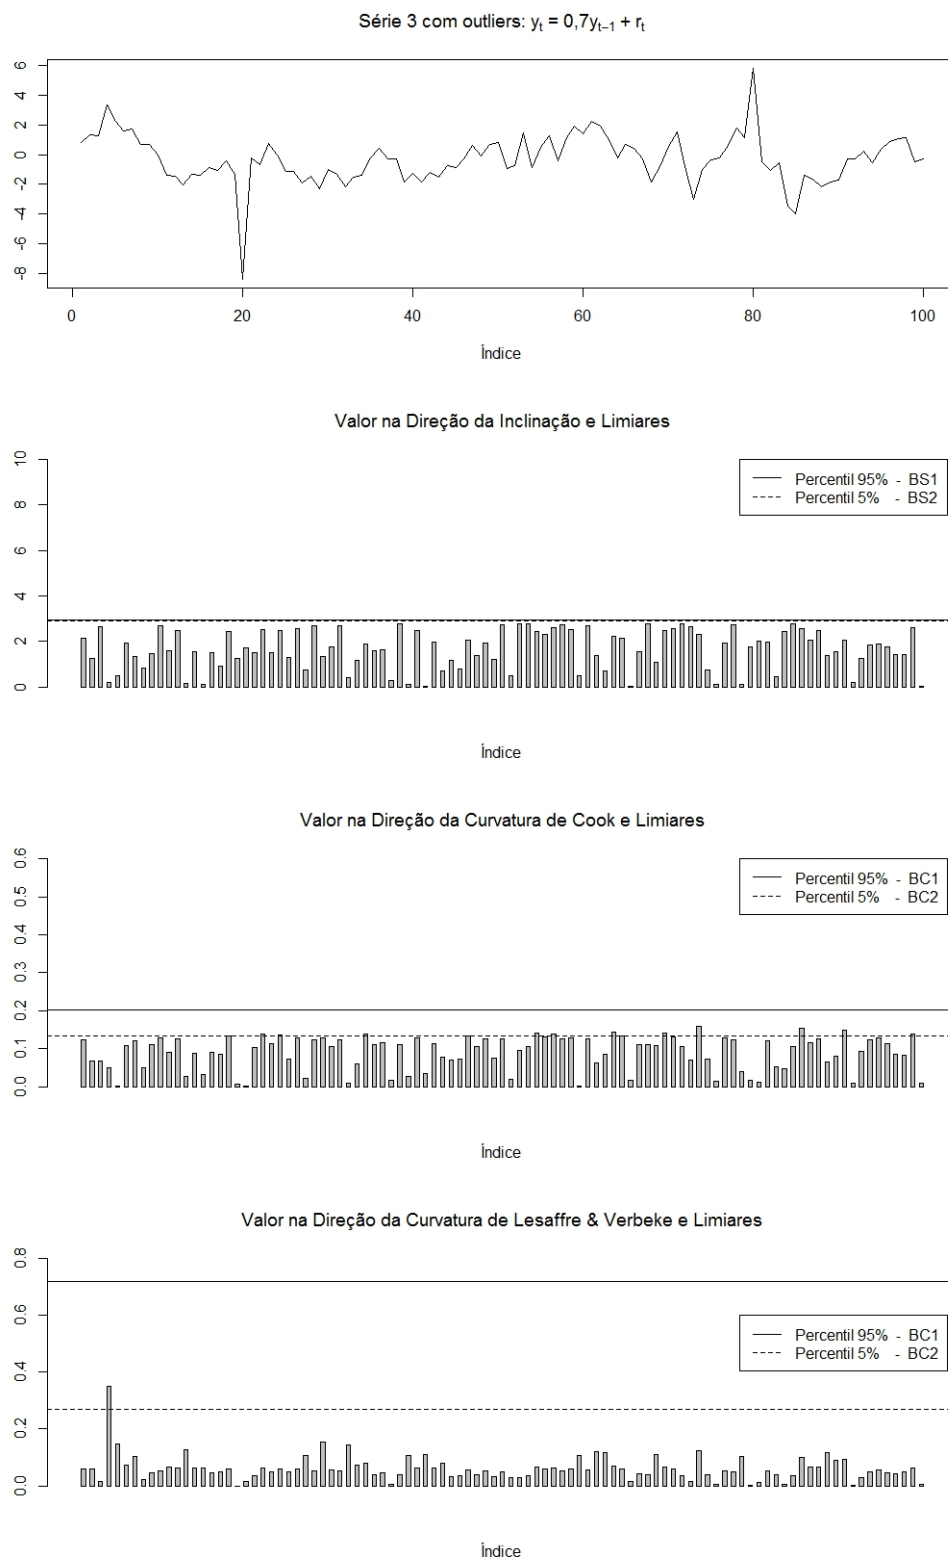 Série 3 com outliers: yₜ = 0,7yₜ₋₁ + rₜ
6
4
2
0
-2
-4
-6
-8
0 20 40 60 80 100
Índice
Valor na Direção da Inclinação e Limiares
10
8
6
4
2
0
Percentil 95% - BS1
Percentil 5% - BS2
Índice
Valor na Direção da Curvatura de Cook e Limiares
0.6
0.5
0.4
0.3
0.2
0.1
0.0
Percentil 95% - BC1
Percentil 5% - BC2
Índice
Valor na Direção da Curvatura de Lesaffre & Verbeke e Limiares
0.8
0.6
0.4
0.2
0.0
Percentil 95% - BC1
Percentil 5% - BC2
Índice